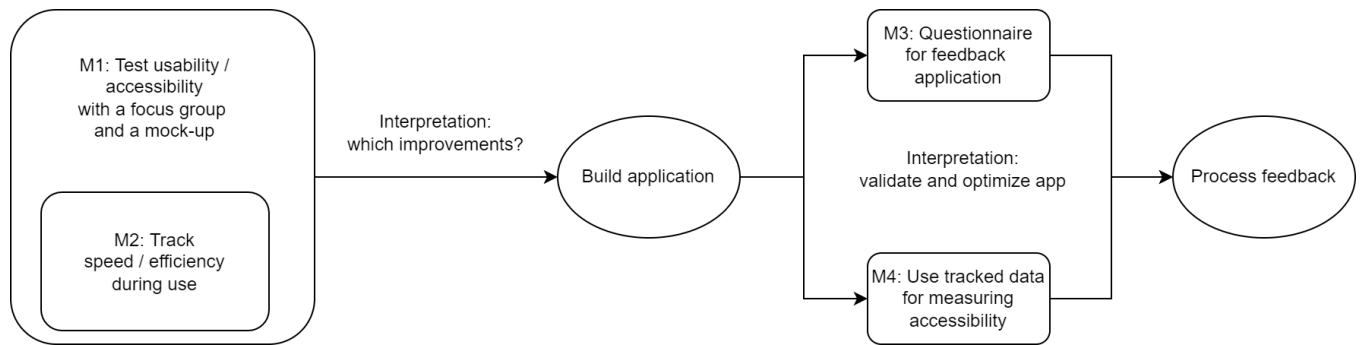 M1: Test usability /
accessibility
with a focus group
and a mock-up
M2: Track
speed / efficiency
during use
Interpretation:
which improvements?
Build application
M3: Questionnaire
for feedback
application
Interpretation:
validate and optimize app
M4: Use tracked data
for measuring
accessibility
Process feedback